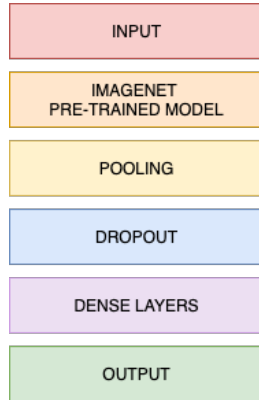 INPUT
IMAGENET
PRE-TRAINED MODEL
POOLING
DROPOUT
DENSE LAYERS
OUTPUT